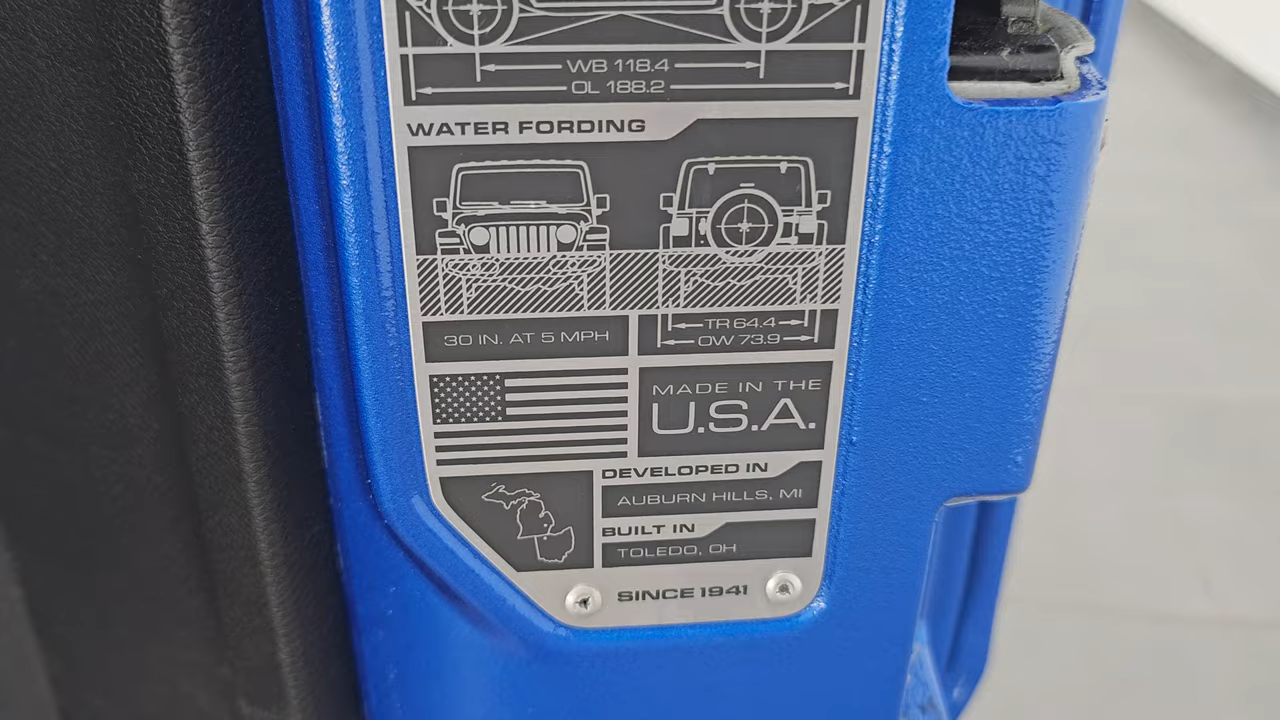 WB 118.4
OL 188.2
WATER FORDING
30 IN. AT 5 MPH
TR 64.4
OW 73.9
MADE IN THE
U.S.A.
DEVELOPED IN
AUBURN HILLS, MI
BUILT IN
TOLEDO, OH
SINCE 1941